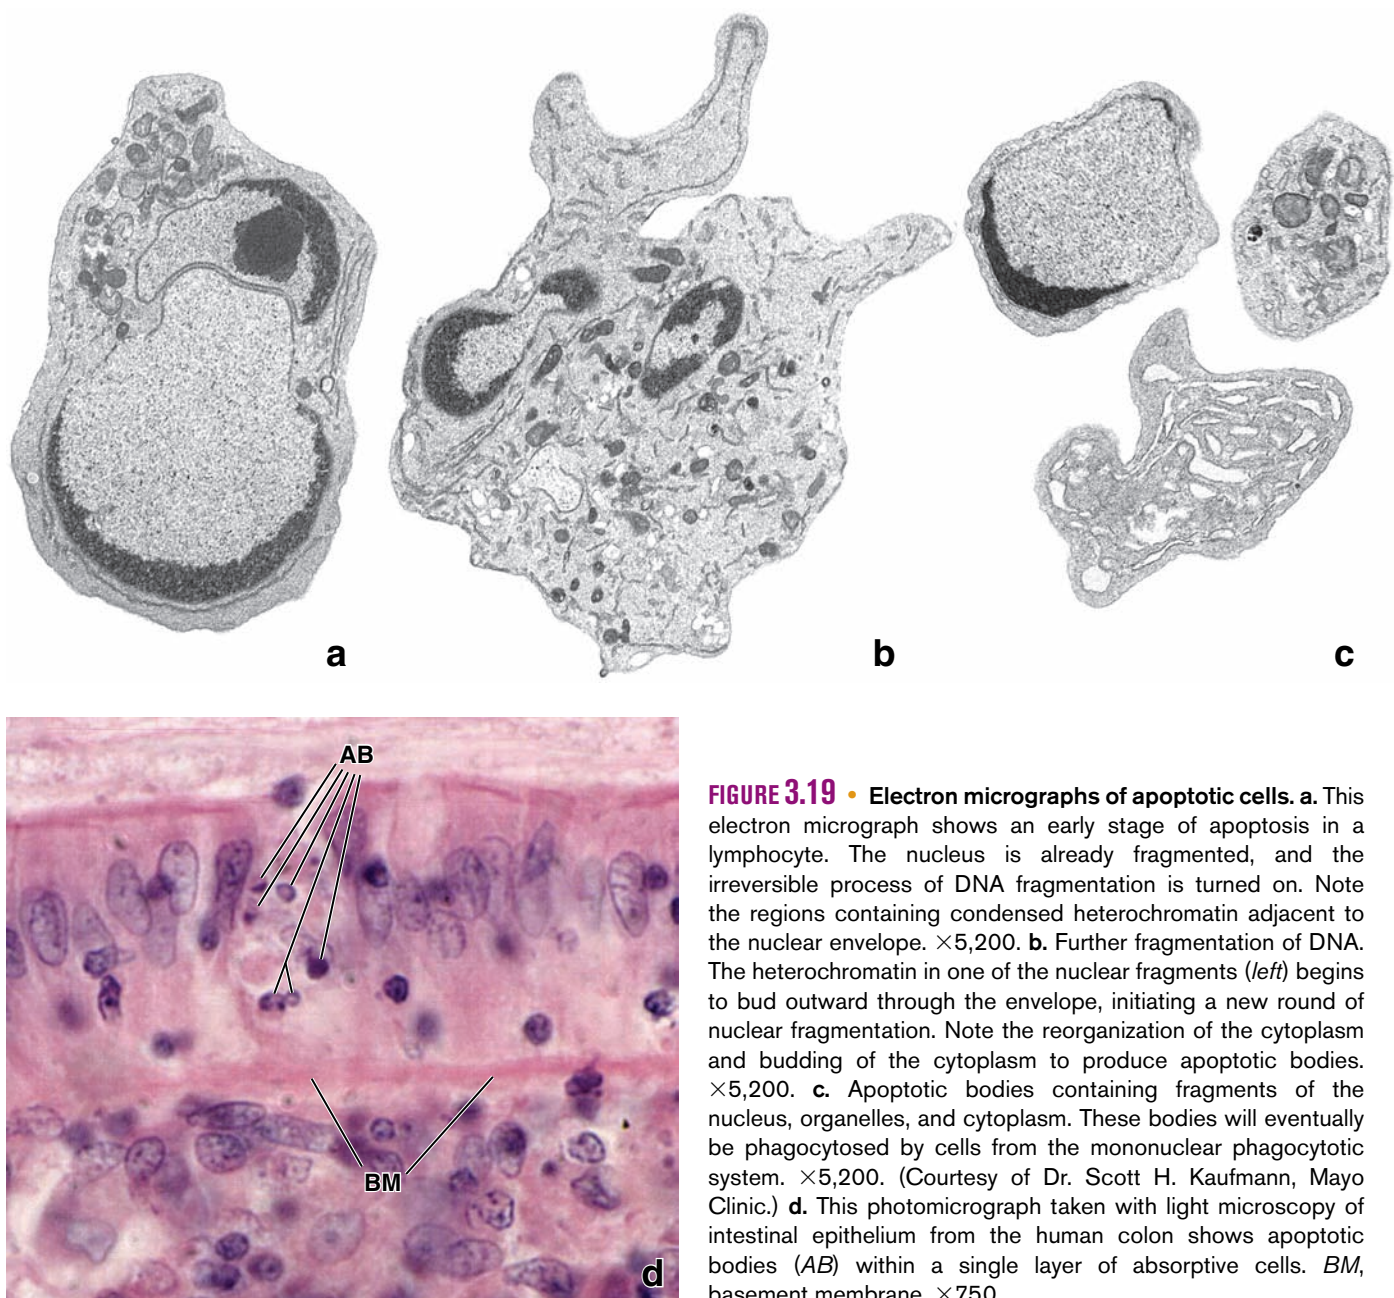 a
b
c
AB
BM
d
FIGURE 3.19 • Electron micrographs of apoptotic cells. a. This
electron micrograph shows an early stage of apoptosis in a
lymphocyte. The nucleus is already fragmented, and the
irreversible process of DNA fragmentation is turned on. Note
the regions containing condensed heterochromatin adjacent to
the nuclear envelope. ×5,200. b. Further fragmentation of DNA.
The heterochromatin in one of the nuclear fragments (left) begins
to bud outward through the envelope, initiating a new round of
nuclear fragmentation. Note the reorganization of the cytoplasm
and budding of the cytoplasm to produce apoptotic bodies.
×5,200. c. Apoptotic bodies containing fragments of the
nucleus, organelles, and cytoplasm. These bodies will eventually
be phagocytosed by cells from the mononuclear phagocytotic
system. ×5,200. (Courtesy of Dr. Scott H. Kaufmann, Mayo
Clinic.) d. This photomicrograph taken with light microscopy of
intestinal epithelium from the human colon shows apoptotic
bodies (AB) within a single layer of absorptive cells. BM,
basement membrane. ×750.